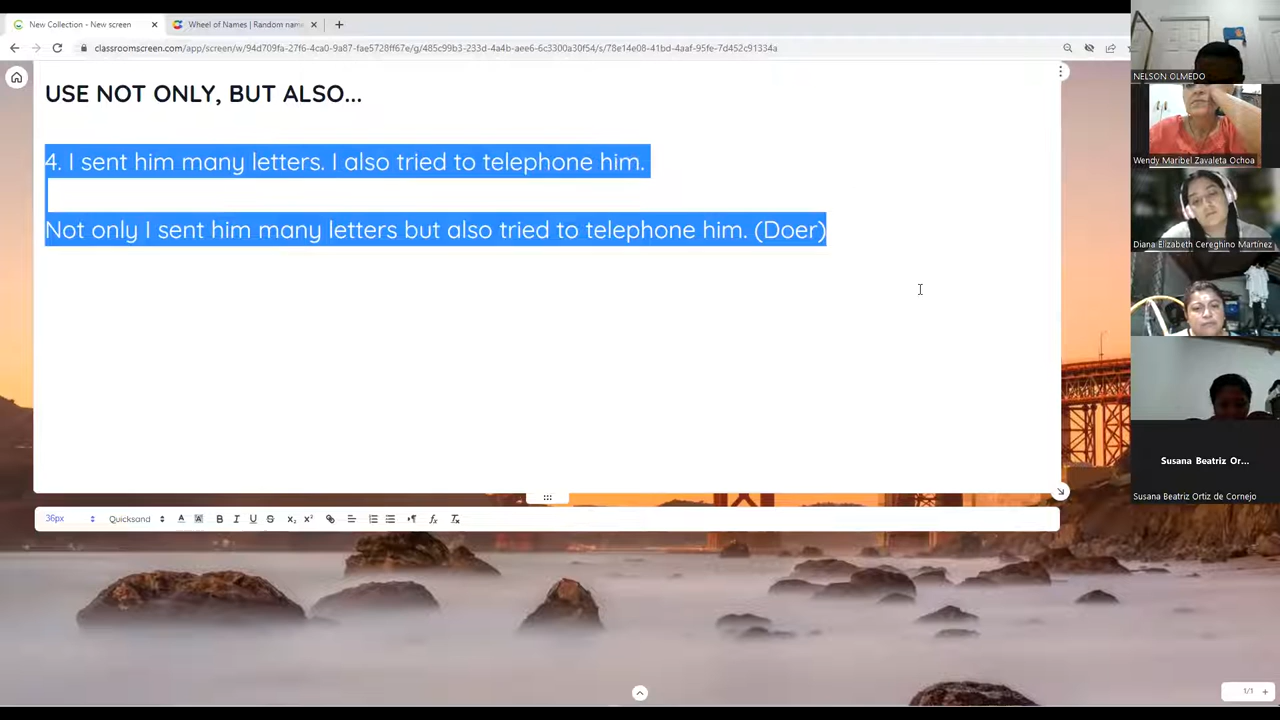 New Collection - New screen
Wheel of Names | Random name
classroomscreen.com/app/screen/w/94d709fa-27f6-4ca0-9a87-fae5728ff67e/g/485c99b3-233d-4a4b-aee6-6c3300a30f54/s/78e14e08-41bd-4aaf-95fe-7d452c91334a
USE NOT ONLY, BUT ALSO...
4. I sent him many letters. I also tried to telephone him.
Not only I sent him many letters but also tried to telephone him. (Doer)
36px
Quicksand
NELSON OLMEDO
Wendy Maribel Zavaleta Ochoa
Diana Elizabeth Cereghino Martínez
Susana Beatriz Or...
Susana Beatriz Ortiz de Cornejo
1/1